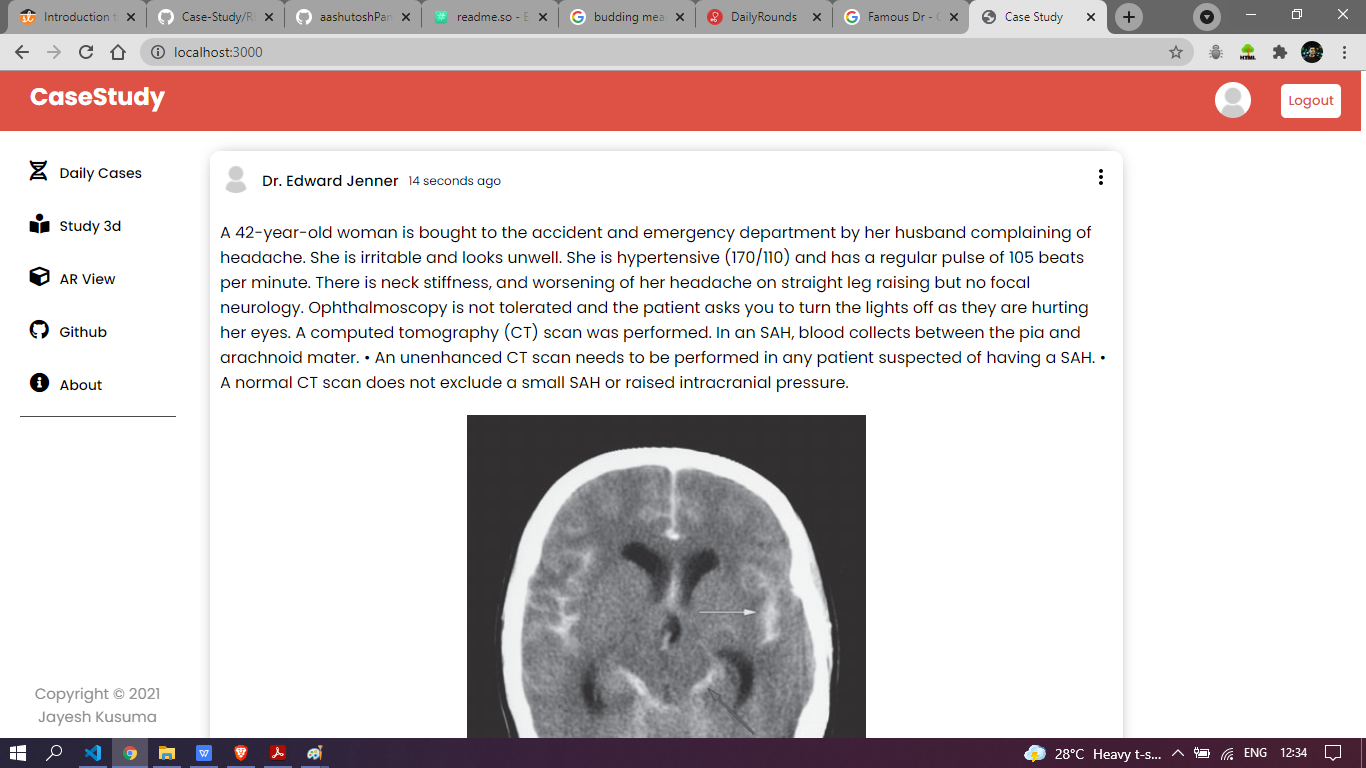 Introduction t
Case-Study/R
aashutoshPan
readme.so - E
budding mea
DailyRounds
Famous Dr - G
Case Study
localhost:3000
HTML
CaseStudy
Logout
Daily Cases
Study 3d
AR View
Github
About
Dr. Edward Jenner 14 seconds ago
A 42-year-old woman is bought to the accident and emergency department by her husband complaining of
headache. She is irritable and looks unwell. She is hypertensive (170/110) and has a regular pulse of 105 beats
per minute. There is neck stiffness, and worsening of her headache on straight leg raising but no focal
neurology. Ophthalmoscopy is not tolerated and the patient asks you to turn the lights off as they are hurting
her eyes. A computed tomography (CT) scan was performed. In an SAH, blood collects between the pia and
arachnoid mater. • An unenhanced CT scan needs to be performed in any patient suspected of having a SAH. •
A normal CT scan does not exclude a small SAH or raised intracranial pressure.
Copyright © 2021
Jayesh Kusuma
28°C Heavy t-s... ENG 12:34